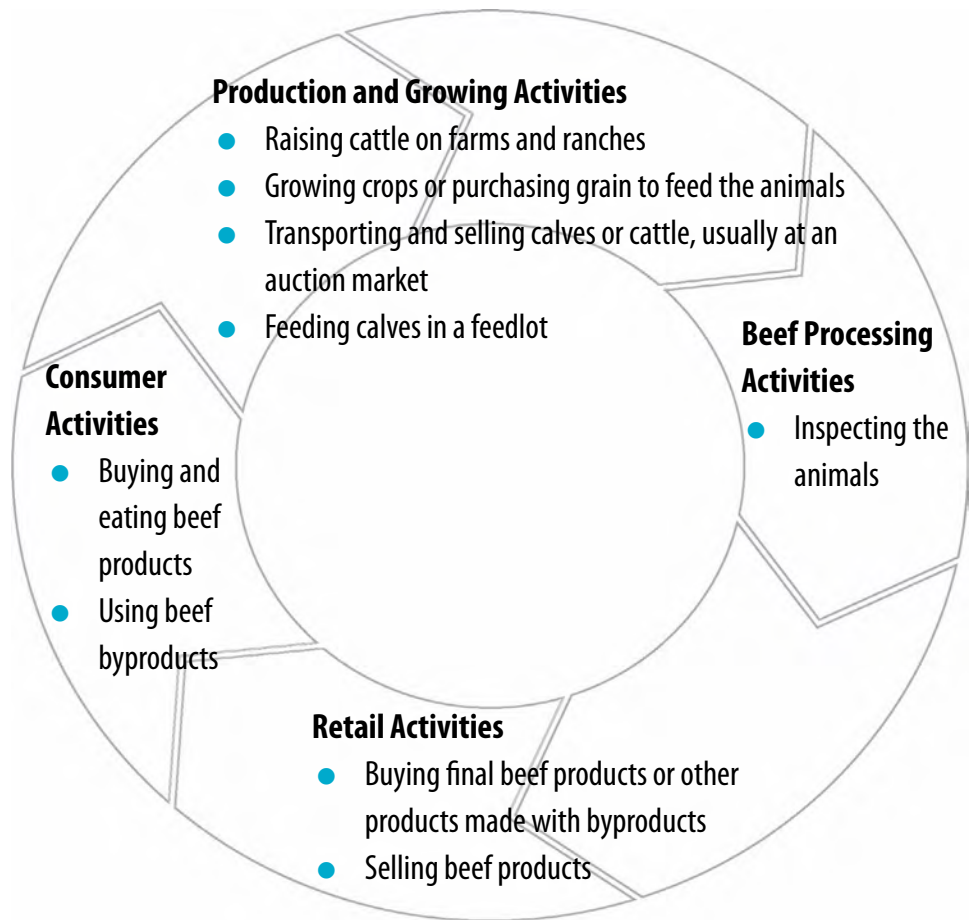 Production and Growing Activities
● Raising cattle on farms and ranches
● Growing crops or purchasing grain to feed the animals
● Transporting and selling calves or cattle, usually at an
auction market
● Feeding calves in a feedlot
Beef Processing
Activities
● Inspecting the
animals
Consumer
Activities
● Buying and
eating beef
products
● Using beef
byproducts
Retail Activities
● Buying final beef products or other
products made with byproducts
● Selling beef products